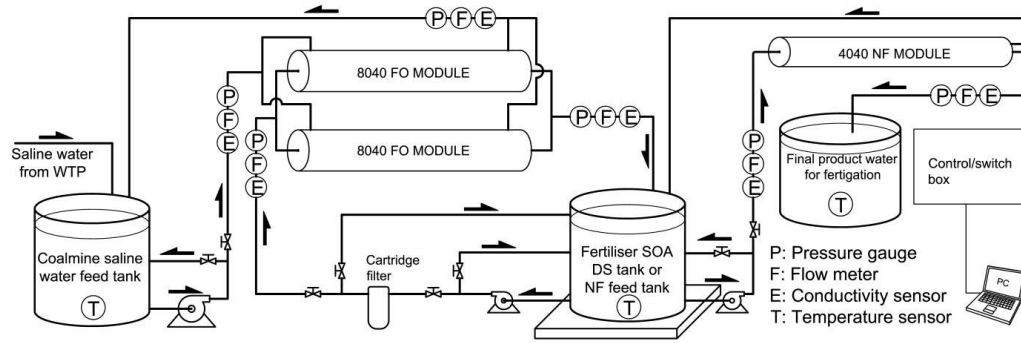 P F E
8040 FO MODULE
8040 FO MODULE
P
F
E
P
F
E
P F E
4040 NF MODULE
P
F
E
P F E
Saline water
from WTP
Coalmine saline
water feed tank
T
Cartridge
filter
Fertiliser SOA
DS tank or
NF feed tank
T
Final product water
for fertigation
T
Control/switch
box
PC
P: Pressure gauge
F: Flow meter
E: Conductivity sensor
T: Temperature sensor